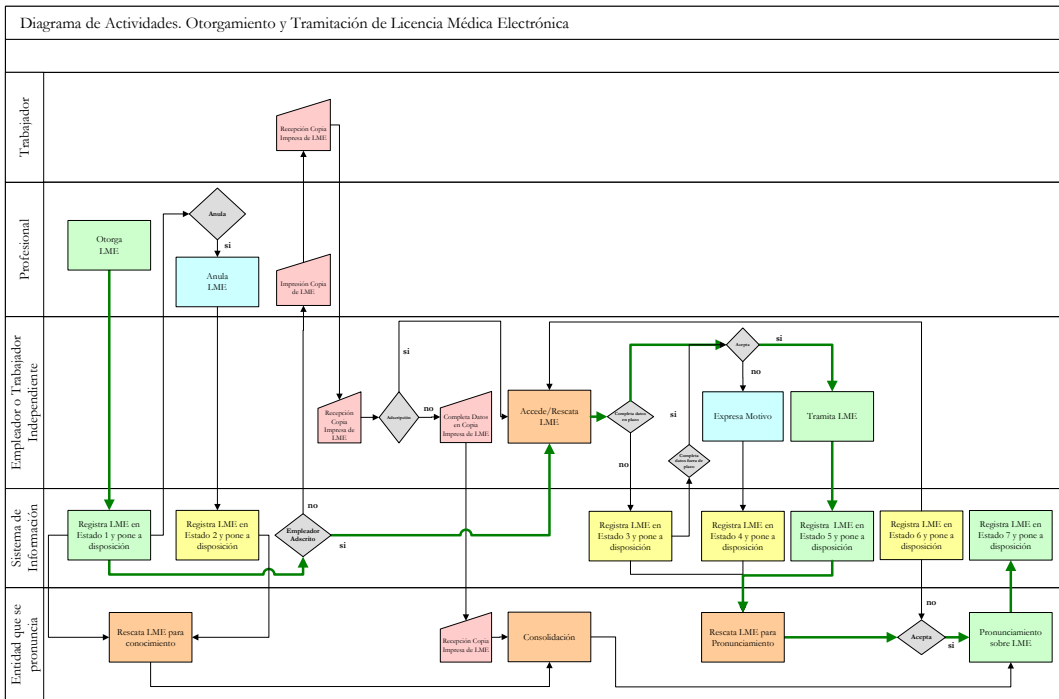 Diagrama de Actividades. Otorgamiento y Tramitación de Licencia Médica Electrónica
Trabajador
Recepción Copia
Impresa de LME
Profesional
Otorga
LME
Anula
si
Anula
LME
Impresión Copia
de LME
Empleador o Trabajador
Independiente
Recepción
Copia
Impresa de
LME
Adscripción
si
no
Completa Datos
en Copia
Impresa de LME
Accede/Rescata
LME
Completa datos
en plazo
no
Completa
datos fuera de
plazo
si
Acepta
si
no
Expresa Motivo
Tramita LME
Sistema de
Información
Registra LME en
Estado 1 y pone a
disposición
Registra LME en
Estado 2 y pone a
disposición
no
Empleador
Adscrito
si
Registra LME en
Estado 3 y pone a
disposición
Registra LME en
Estado 4 y pone a
disposición
Registra LME en
Estado 5 y pone a
disposición
Registra LME en
Estado 6 y pone a
disposición
Registra LME en
Estado 7 y pone a
disposición
Entidad que se
pronuncia
Rescata LME para
conocimiento
Recepción Copia
Impresa de LME
Consolidación
Rescata LME para
Pronunciamiento
no
Acepta
si
Pronunciamiento
sobre LME